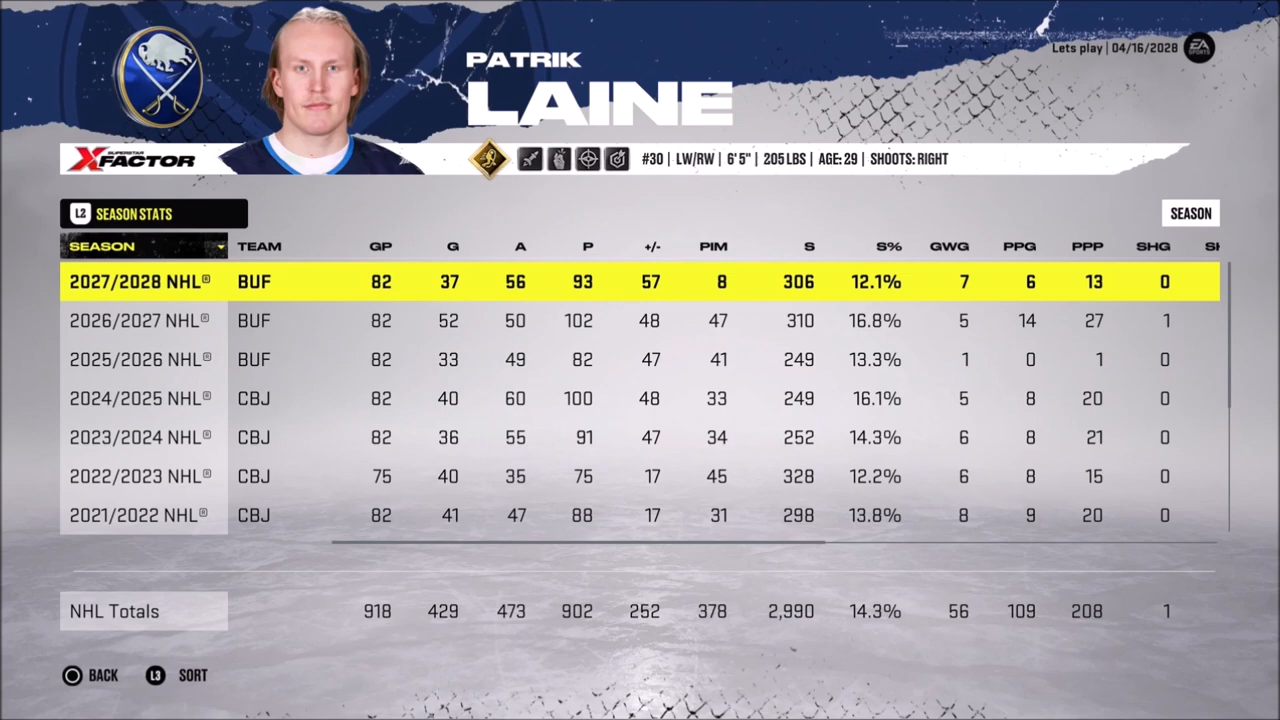 Lets play | 04/16/2028 EA SPORTS
PATRIK
LAINE
SUPERSTAR X FACTOR
#30 | LW/RW | 6' 5" | 205 LBS | AGE: 29 | SHOOTS: RIGHT
L2 SEASON STATS SEASON
SEASON TEAM GP G A P +/- PIM S S% GWG PPG PPP SHG SH
2027/2028 NHL® BUF 82 37 56 93 57 8 306 12.1% 7 6 13 0
2026/2027 NHL® BUF 82 52 50 102 48 47 310 16.8% 5 14 27 1
2025/2026 NHL® BUF 82 33 49 82 47 41 249 13.3% 1 0 1 0
2024/2025 NHL® CBJ 82 40 60 100 48 33 249 16.1% 5 8 20 0
2023/2024 NHL® CBJ 82 36 55 91 47 34 252 14.3% 6 8 21 0
2022/2023 NHL® CBJ 75 40 35 75 17 45 328 12.2% 6 8 15 0
2021/2022 NHL® CBJ 82 41 47 88 17 31 298 13.8% 8 9 20 0
NHL Totals 918 429 473 902 252 378 2,990 14.3% 56 109 208 1
BACK L3 SORT